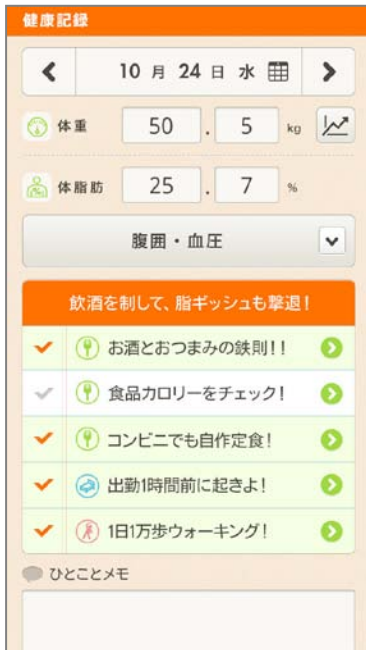 健康記録
10 月 24 日 水
体重 50 . 5 kg
体脂肪 25 . 7 %
腹囲・血圧
飲酒を制して、脂ギッシュも撃退！
お酒とおつまみの鉄則！！
食品カロリーをチェック！
コンビニでも自作定食！
出勤1時間前に起きよ！
1日1万歩ウォーキング！
ひとことメモ